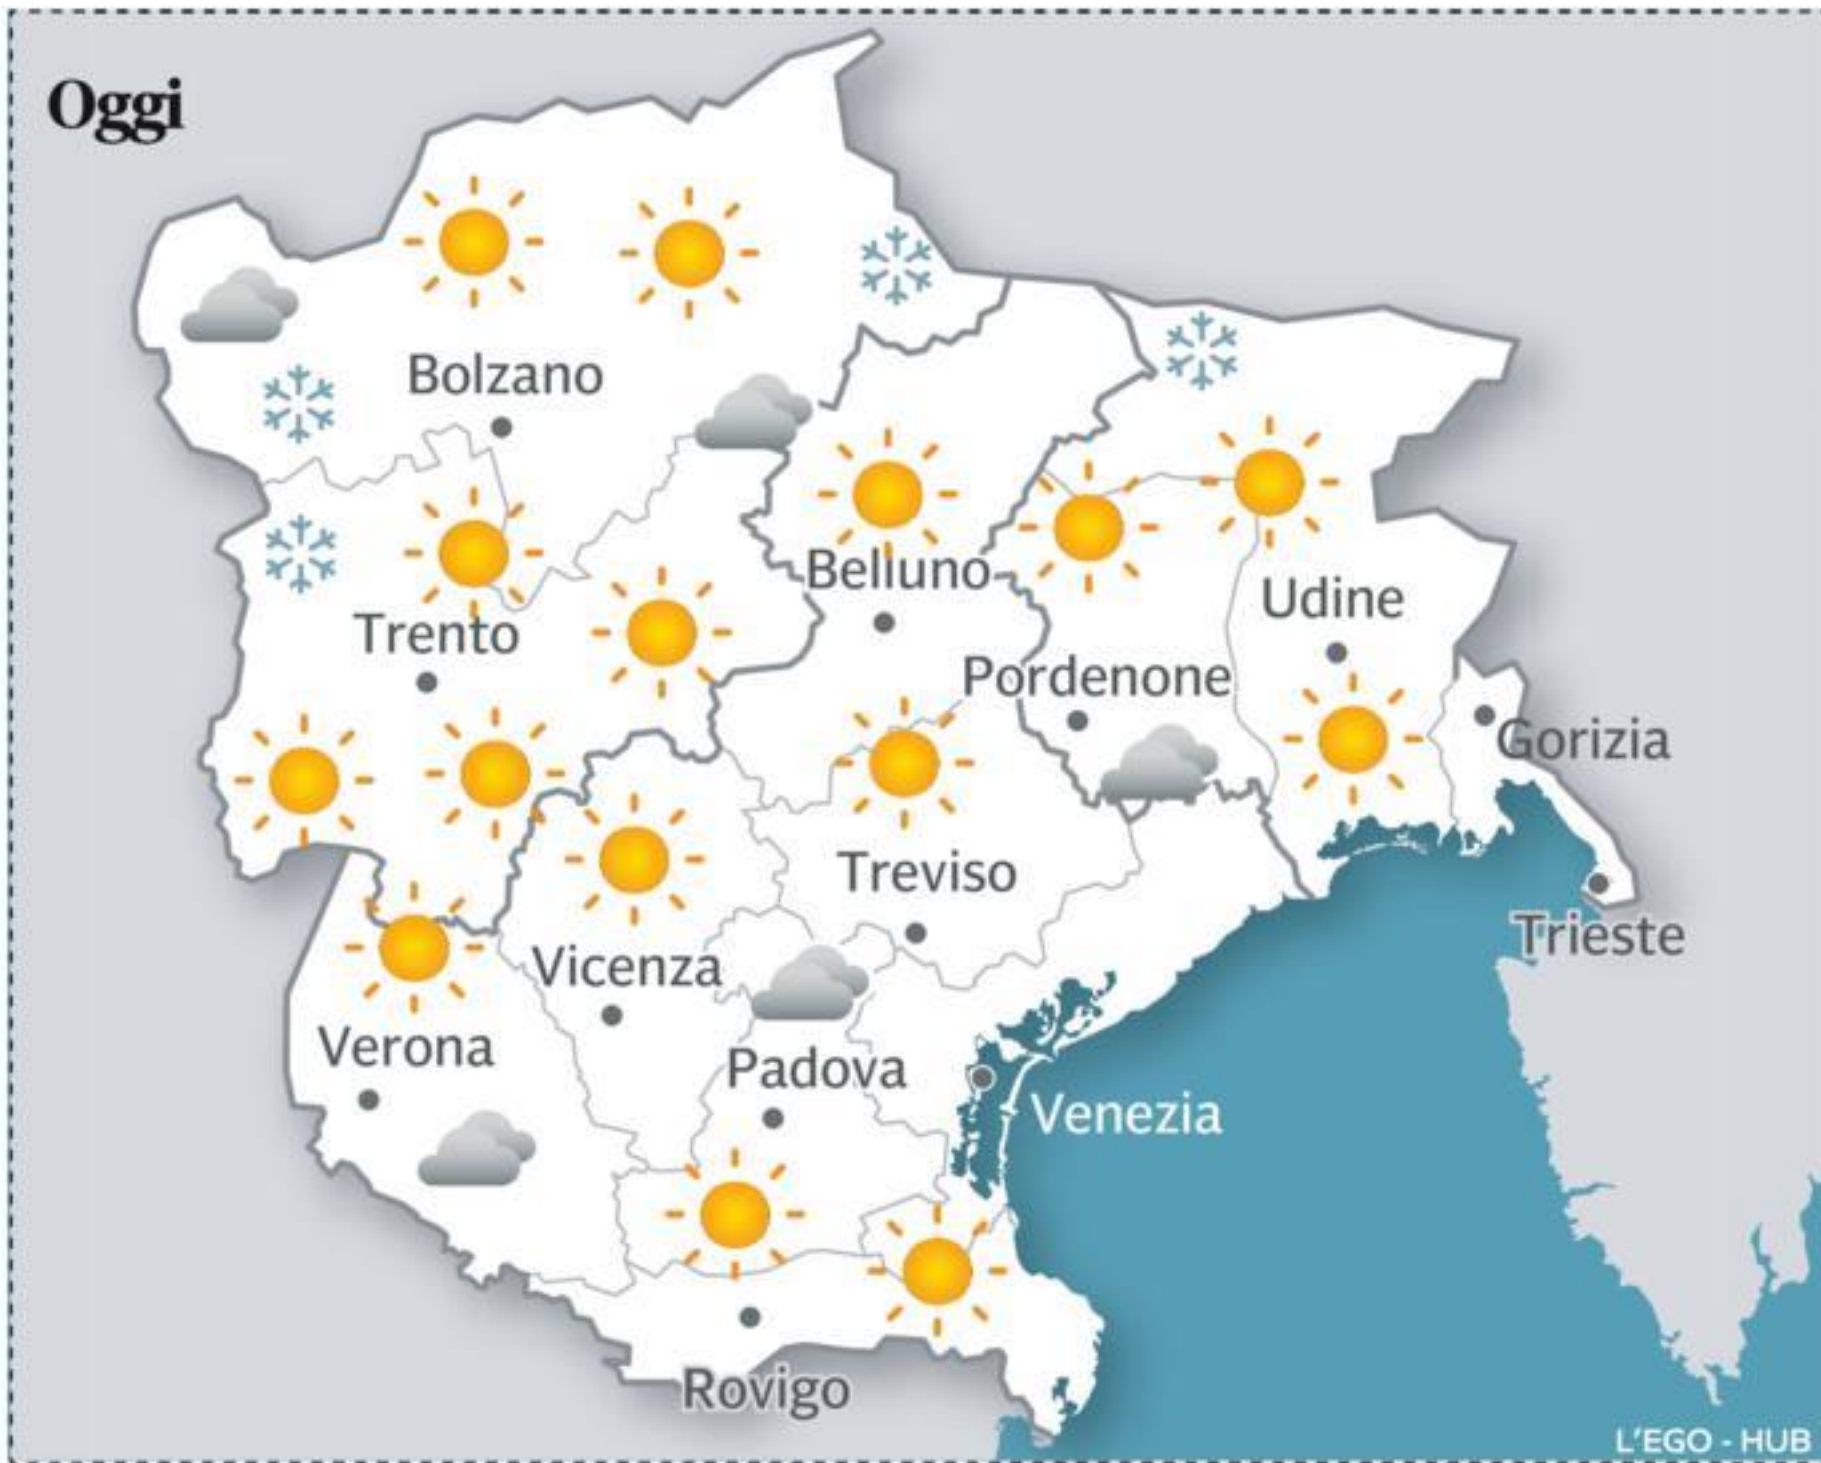 Oggi
Bolzano
Belluno
Udine
Trento
Pordenone
Gorizia
Treviso
Trieste
Vicenza
Verona
Padova
Venezia
Rovigo
L'EGO - HUB